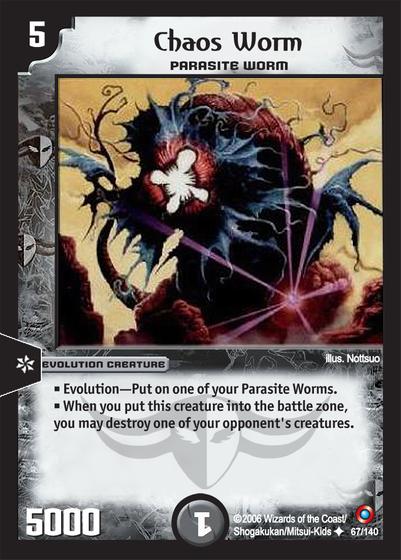 5
Chaos Worm
PARASITE WORM
illus. Nottsuo
EVOLUTION CREATURE
▪ Evolution—Put on one of your Parasite Worms.
▪ When you put this creature into the battle zone,
you may destroy one of your opponent's creatures.
5000
1
©2006 Wizards of the Coast/
Shogakukan/Mitsui-Kids ✦ 67/140